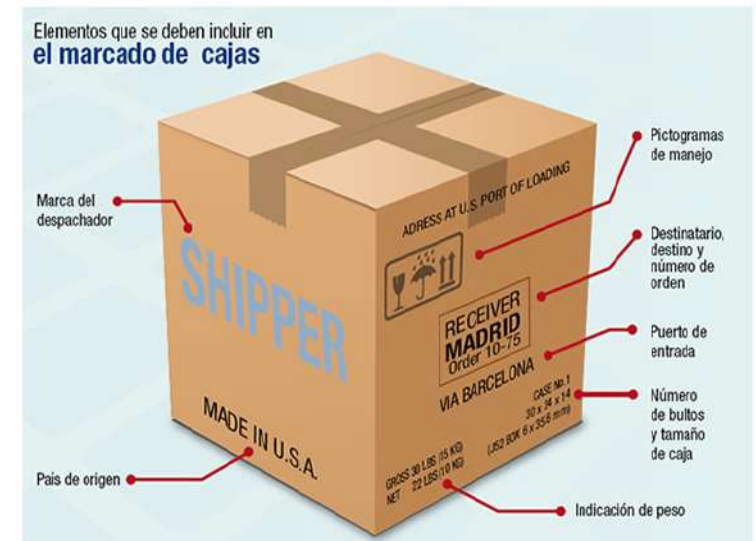 Elementos que se deben incluir en
el marcado de cajas
Marca del
despachador
SHIPPER
MADE IN U.S.A.
País de origen
ADRESS AT U.S. PORT OF LOADING
RECEIVER
MADRID
Order 10-75
VIA BARCELONA
CASE No.1
30 x 24 x 14
GROSS 30 LBS (15 KG)
NET 22 LBS (10 KG)
Pictogramas
de manejo
Destinatario,
destino y
número de
orden
Puerto de
entrada
Número
de bultos
y tamaño
de caja
Indicación de peso